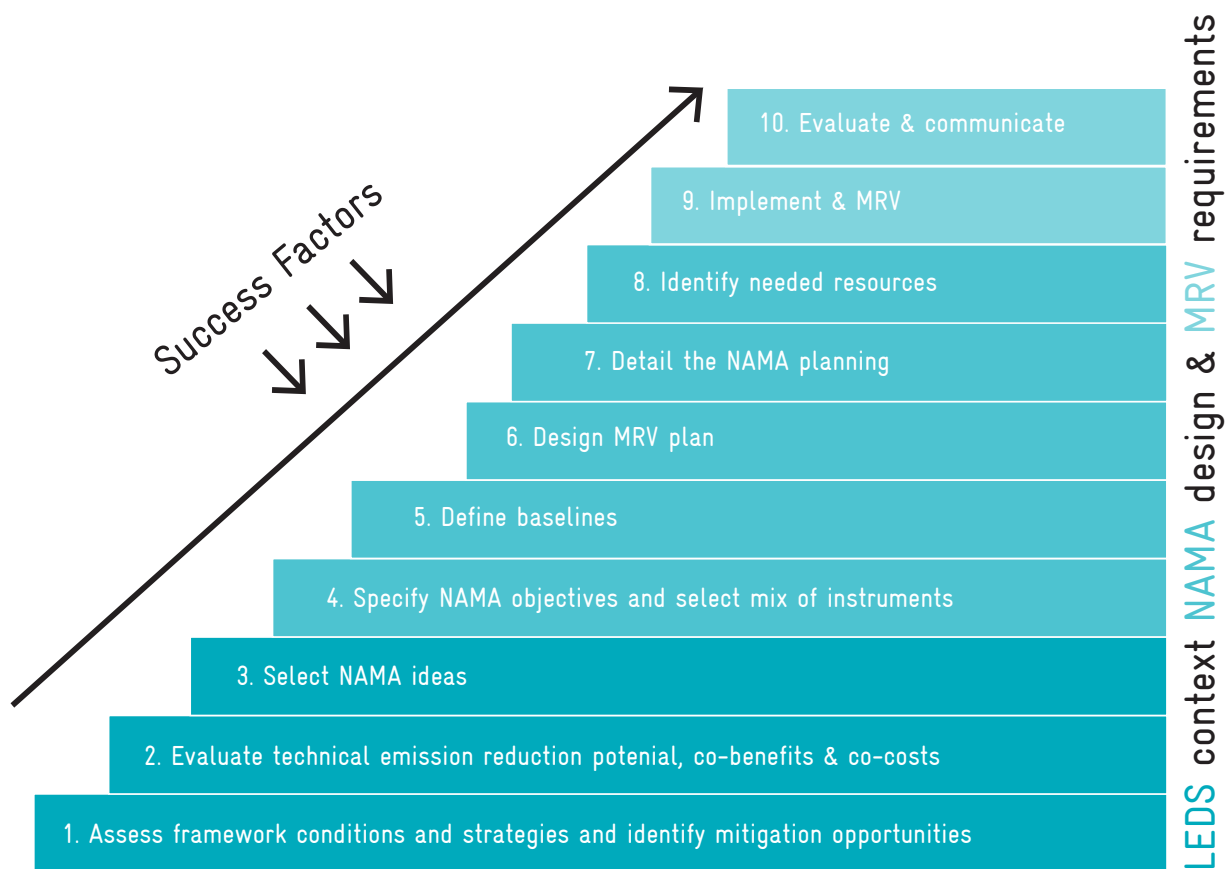 Success Factors
10. Evaluate & communicate
9. Implement & MRV
8. Identify needed resources
7. Detail the NAMA planning
6. Design MRV plan
5. Define baselines
4. Specify NAMA objectives and select mix of instruments
3. Select NAMA ideas
2. Evaluate technical emission reduction potenial, co-benefits & co-costs
1. Assess framework conditions and strategies and identify mitigation opportunities
LEDS context NAMA design & MRV requirements